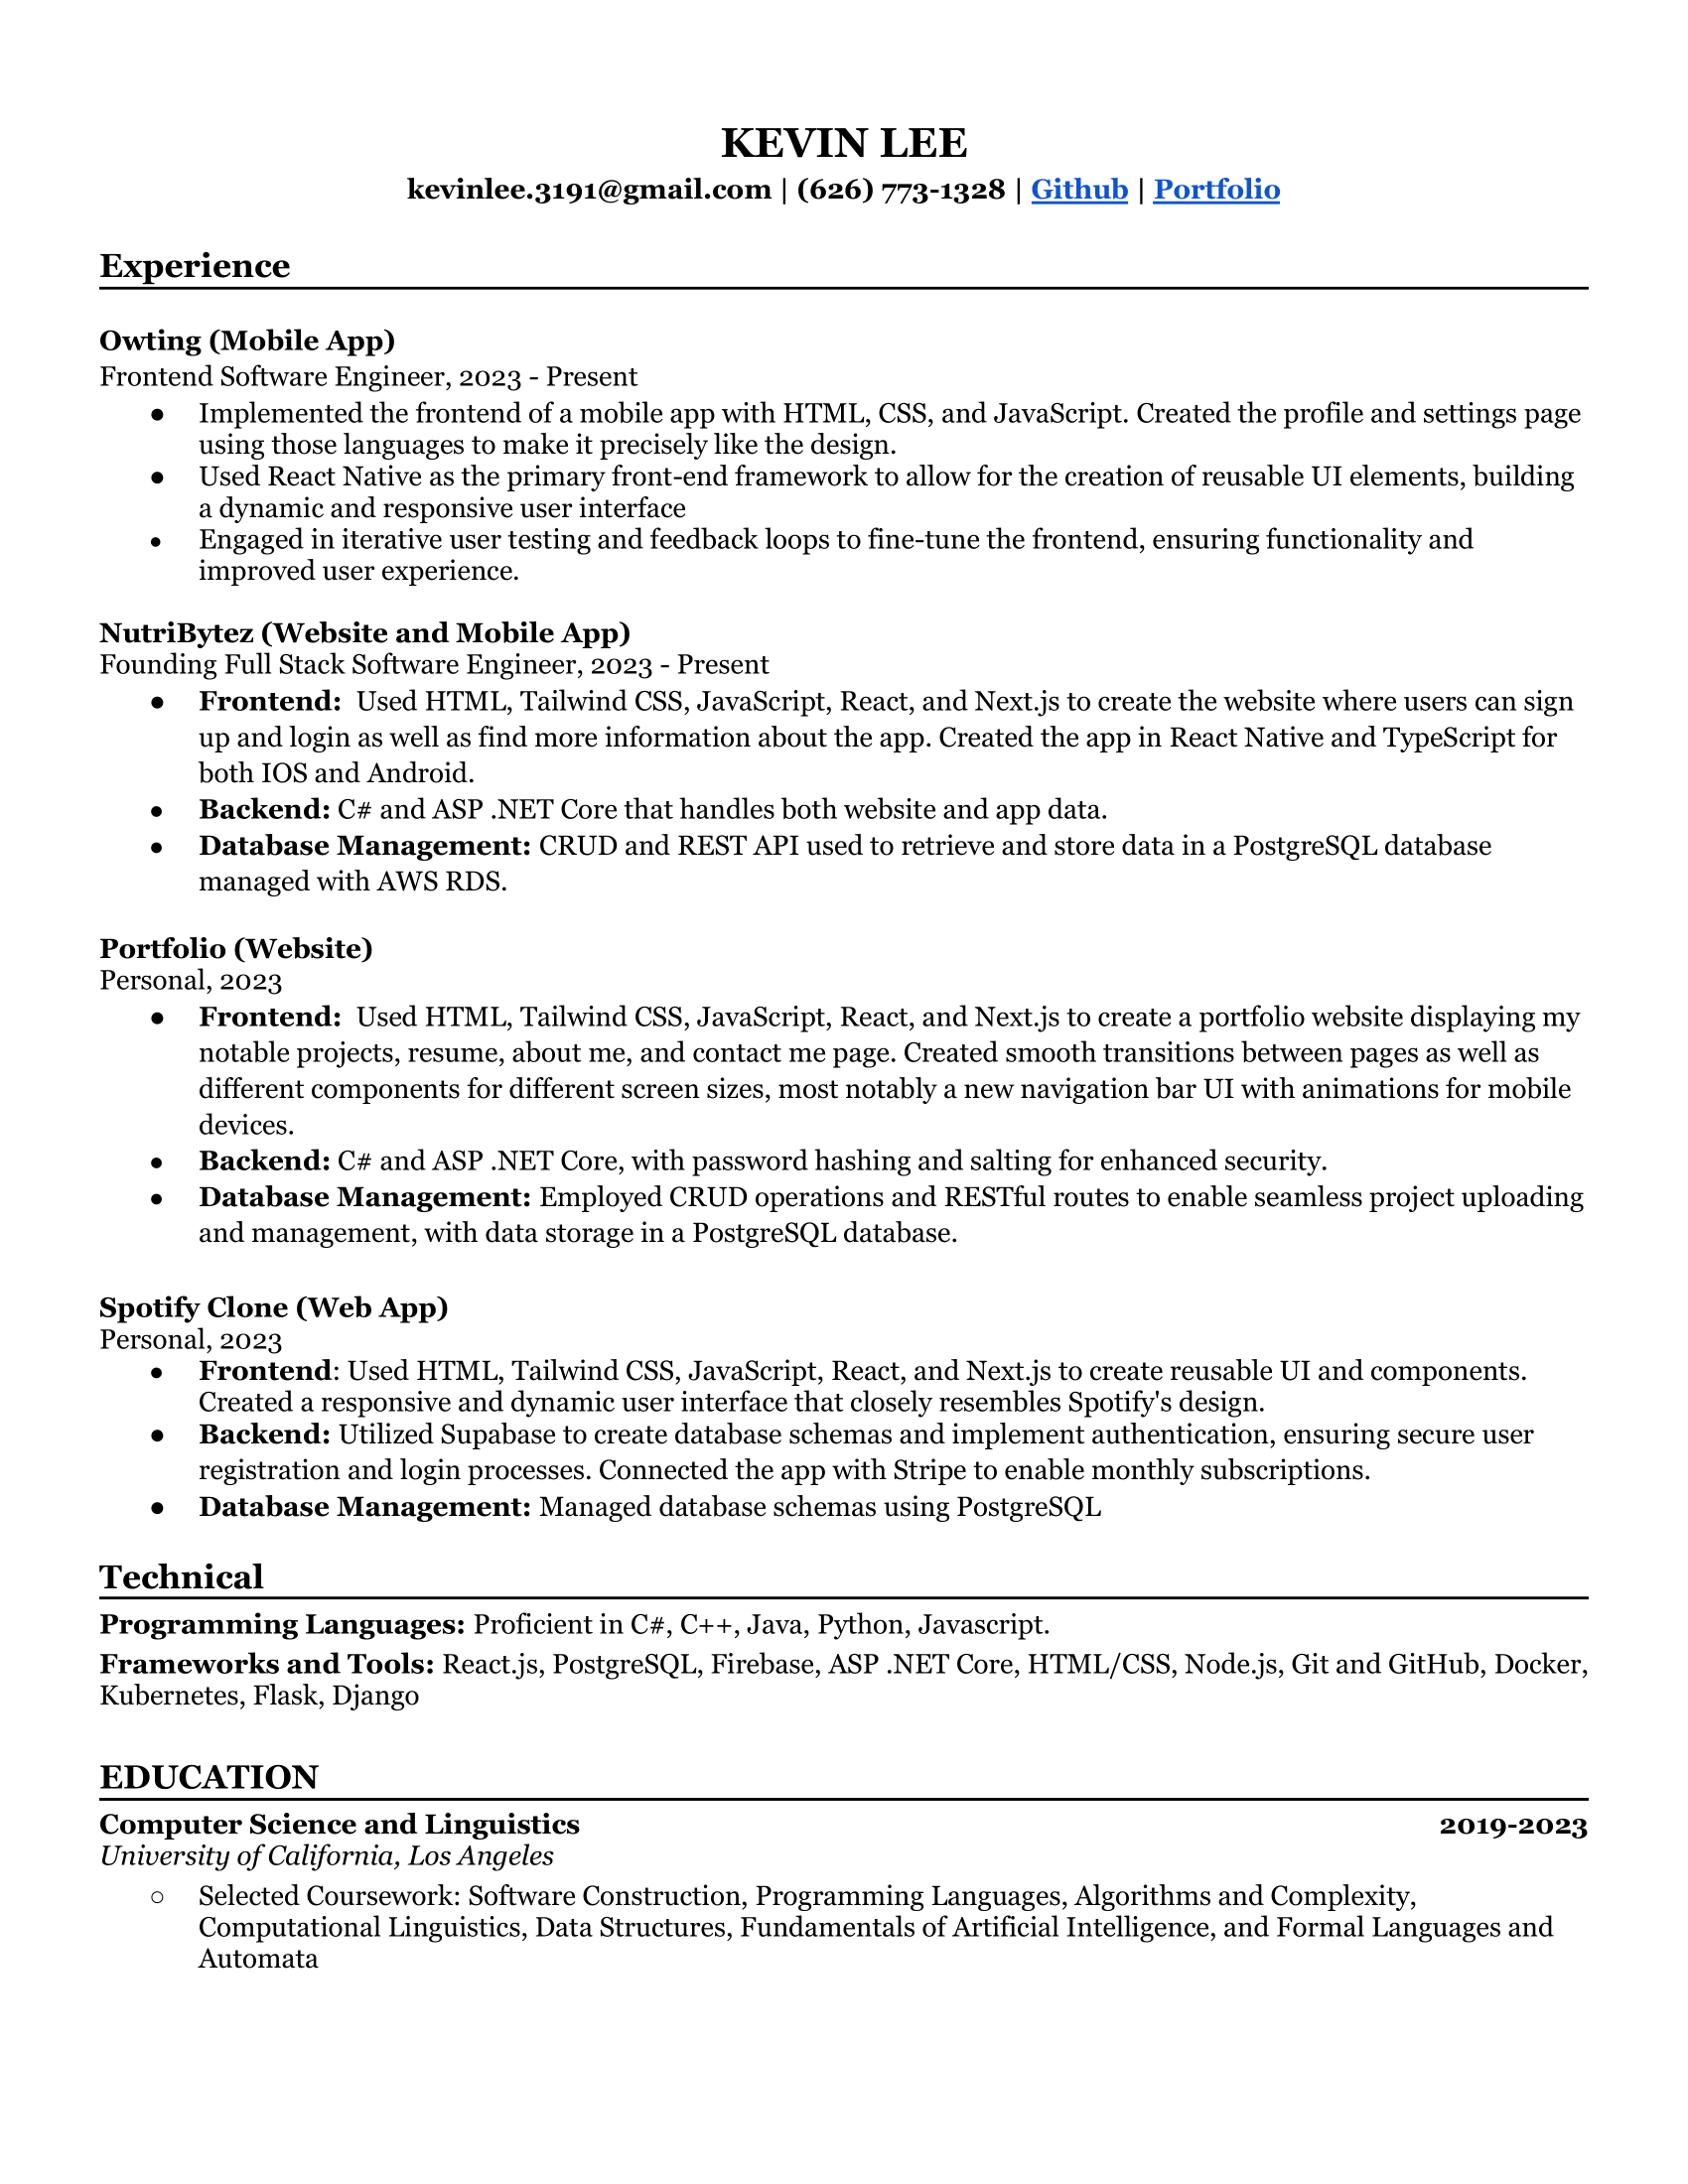 KEVIN LEE
kevinlee.3191@gmail.com | (626) 773-1328 | Github | Portfolio
Experience
Owting (Mobile App)
Frontend Software Engineer, 2023 - Present
● Implemented the frontend of a mobile app with HTML, CSS, and JavaScript. Created the profile and settings page
using those languages to make it precisely like the design.
● Used React Native as the primary front-end framework to allow for the creation of reusable UI elements, building
a dynamic and responsive user interface
● Engaged in iterative user testing and feedback loops to fine-tune the frontend, ensuring functionality and
improved user experience.
NutriBytez (Website and Mobile App)
Founding Full Stack Software Engineer, 2023 - Present
● Frontend: Used HTML, Tailwind CSS, JavaScript, React, and Next.js to create the website where users can sign
up and login as well as find more information about the app. Created the app in React Native and TypeScript for
both IOS and Android.
● Backend: C# and ASP .NET Core that handles both website and app data.
● Database Management: CRUD and REST API used to retrieve and store data in a PostgreSQL database
managed with AWS RDS.
Portfolio (Website)
Personal, 2023
● Frontend: Used HTML, Tailwind CSS, JavaScript, React, and Next.js to create a portfolio website displaying my
notable projects, resume, about me, and contact me page. Created smooth transitions between pages as well as
different components for different screen sizes, most notably a new navigation bar UI with animations for mobile
devices.
● Backend: C# and ASP .NET Core, with password hashing and salting for enhanced security.
● Database Management: Employed CRUD operations and RESTful routes to enable seamless project uploading
and management, with data storage in a PostgreSQL database.
Spotify Clone (Web App)
Personal, 2023
● Frontend: Used HTML, Tailwind CSS, JavaScript, React, and Next.js to create reusable UI and components.
Created a responsive and dynamic user interface that closely resembles Spotify's design.
● Backend: Utilized Supabase to create database schemas and implement authentication, ensuring secure user
registration and login processes. Connected the app with Stripe to enable monthly subscriptions.
● Database Management: Managed database schemas using PostgreSQL
Technical
Programming Languages: Proficient in C#, C++, Java, Python, Javascript.
Frameworks and Tools: React.js, PostgreSQL, Firebase, ASP .NET Core, HTML/CSS, Node.js, Git and GitHub, Docker,
Kubernetes, Flask, Django
EDUCATION
Computer Science and Linguistics 2019-2023
University of California, Los Angeles
○ Selected Coursework: Software Construction, Programming Languages, Algorithms and Complexity,
Computational Linguistics, Data Structures, Fundamentals of Artificial Intelligence, and Formal Languages and
Automata